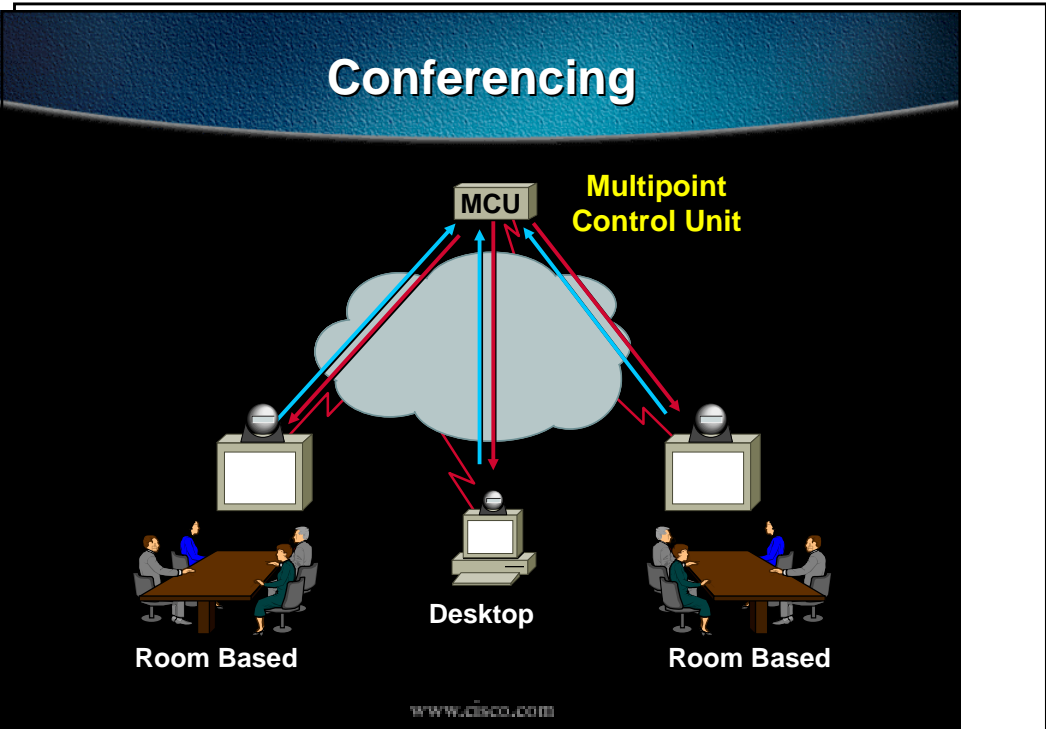 Conferencing
MCU
Multipoint
Control Unit
Desktop
Room Based
Room Based
www.cisco.com